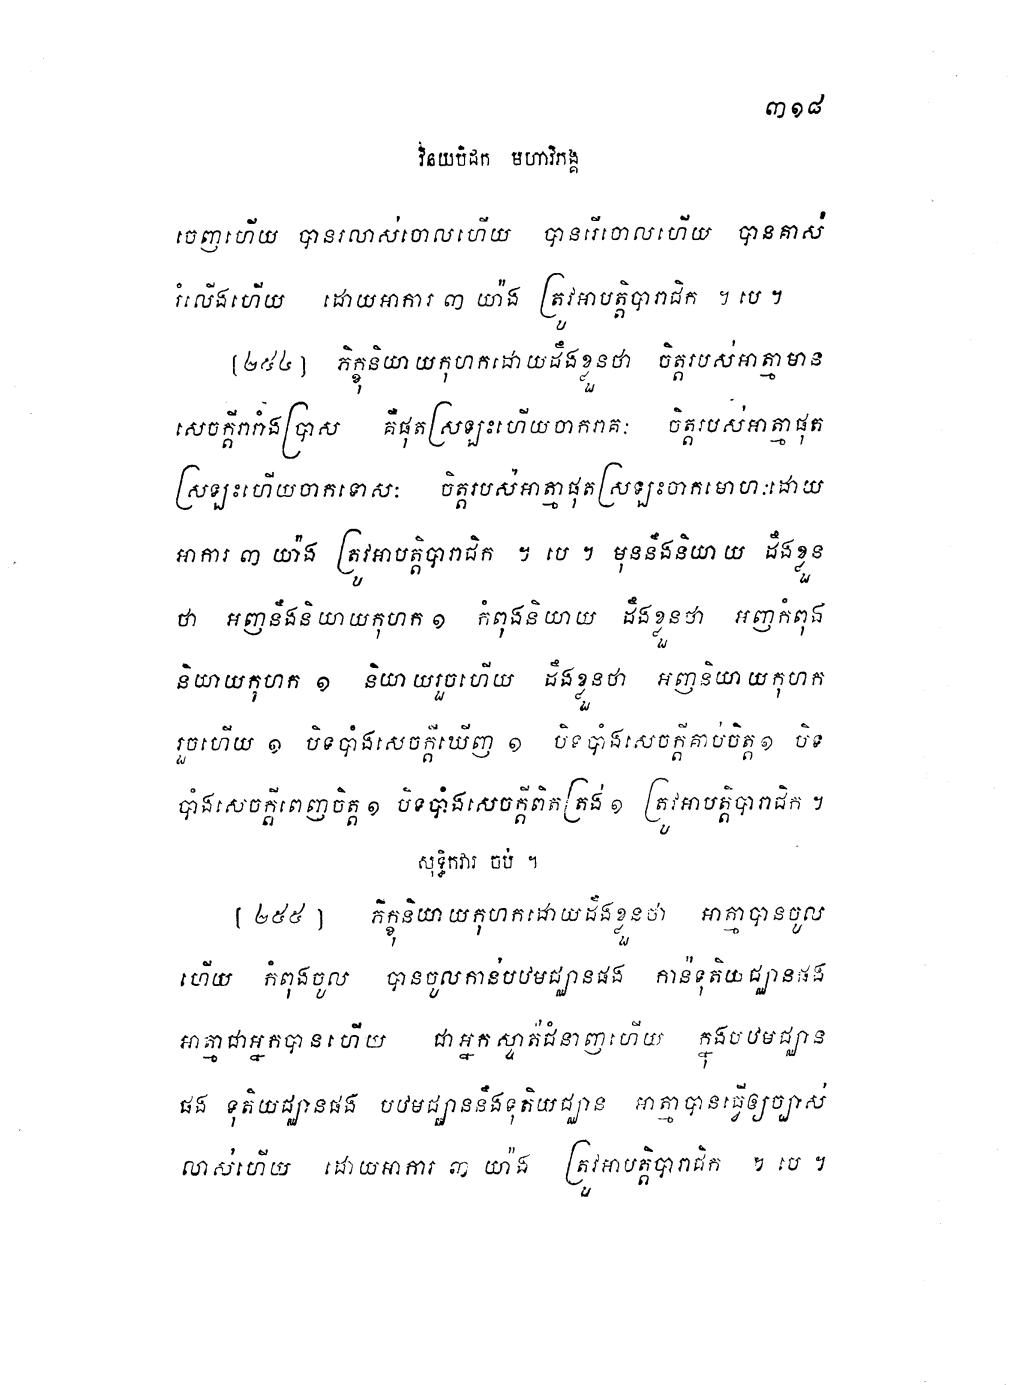 ៣១៨
វិនយបិដក មហាវិភង្គ
ចេញហើយ បានរលាស់ចោលហើយ បានរើចោលហើយ បានគាស់
រំលើងហើយ ដោយអាការ ៣ យ៉ាង ត្រូវអាបត្តិបារាជិក ។ បេ ។
[២៥៤] ភិក្ខុនិយាយកុហកដោយដឹងខ្លួនថា ចិត្តរបស់អាត្មាមាន
សេចក្តីរារាំងប្រាស គឺផុតស្រឡះហើយចាករាគៈ ចិត្តរបស់អាត្មាផុត
ស្រឡះហើយចាកទោសៈ ចិត្តរបស់អាត្មាផុតស្រឡះចាកមោហៈដោយ
អាការ ៣ យ៉ាង ត្រូវអាបត្តិបារាជិក ។ បេ ។ មុននឹងនិយាយ ដឹងខ្លួន
ថា អញនឹងនិយាយកុហក ១ កំពុងនិយាយ ដឹងខ្លួនថា អញកំពុង
និយាយកុហក ១ និយាយរួចហើយ ដឹងខ្លួនថា អញនិយាយកុហក
រួចហើយ ១ បិទបាំងសេចក្តីឃើញ ១ បិទបាំងសេចក្តីគាប់ចិត្ត ១ បិទ
បាំងសេចក្តីពេញចិត្ត ១ បិទបាំងសេចក្តីពិតត្រង់ ១ ត្រូវអាបត្តិបារាជិក ។
សុទ្ធិកវារ ចប់ ។
[២៥៥] ភិក្ខុនិយាយកុហកដោយដឹងខ្លួនថា អាត្មាបានចូល
ហើយ កំពុងចូល បានចូលកាន់បឋមជ្ឈានផង កាន់ទុតិយជ្ឈានផង
អាត្មាជាអ្នកបានហើយ ជាអ្នកស្ទាត់ជំនាញហើយ ក្នុងបឋមជ្ឈាន
ផង ទុតិយជ្ឈានផង បឋមជ្ឈាននឹងទុតិយជ្ឈាន អាត្មាបានធ្វើឲ្យច្បាស់
លាស់ហើយ ដោយអាការ ៣ យ៉ាង ត្រូវអាបត្តិបារាជិក ។ បេ ។